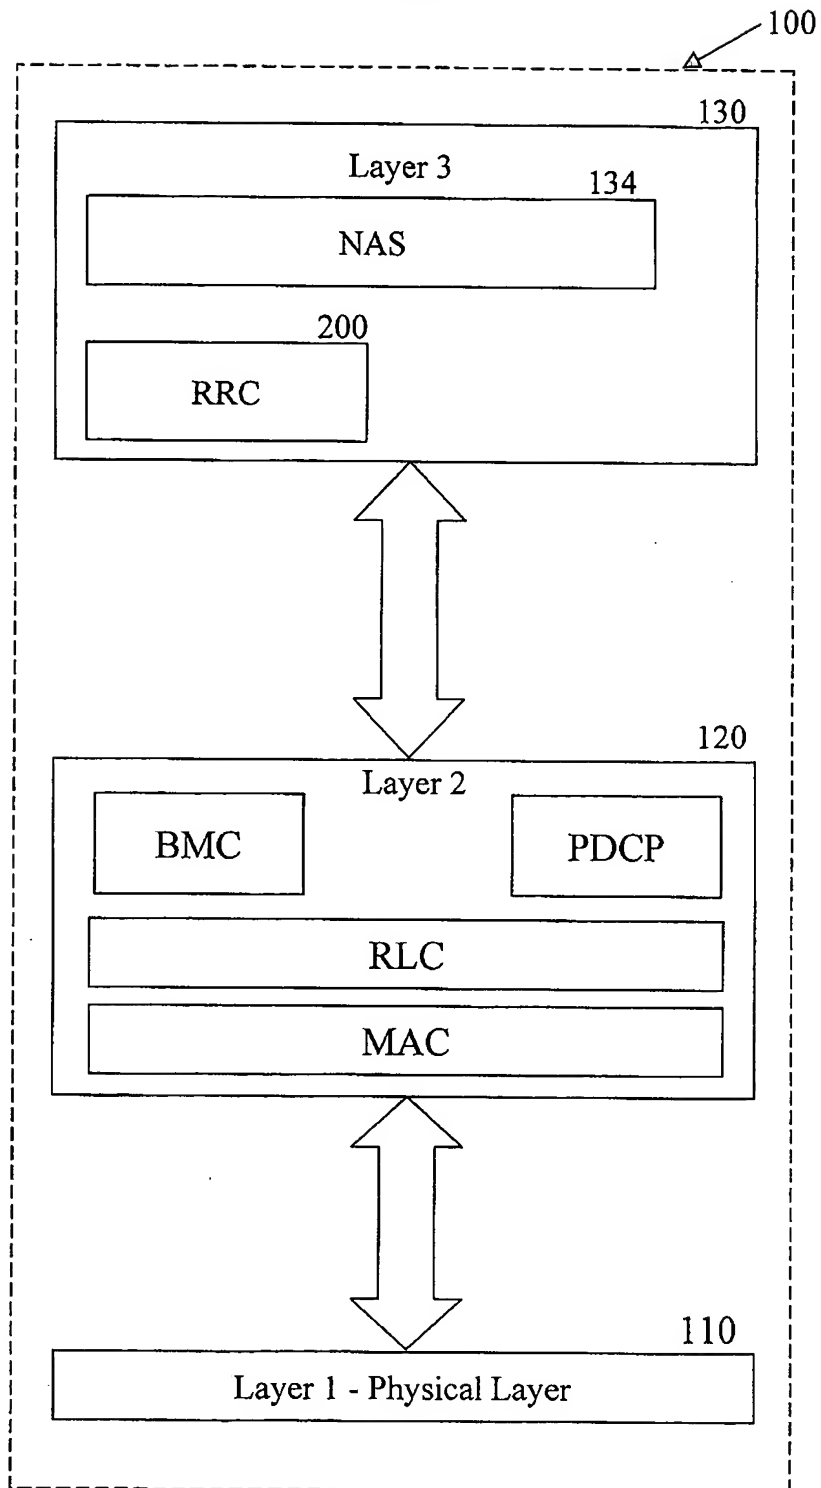 100
130
Layer 3
134
NAS
200
RRC
120
Layer 2
BMC
PDCP
RLC
MAC
110
Layer 1 - Physical Layer